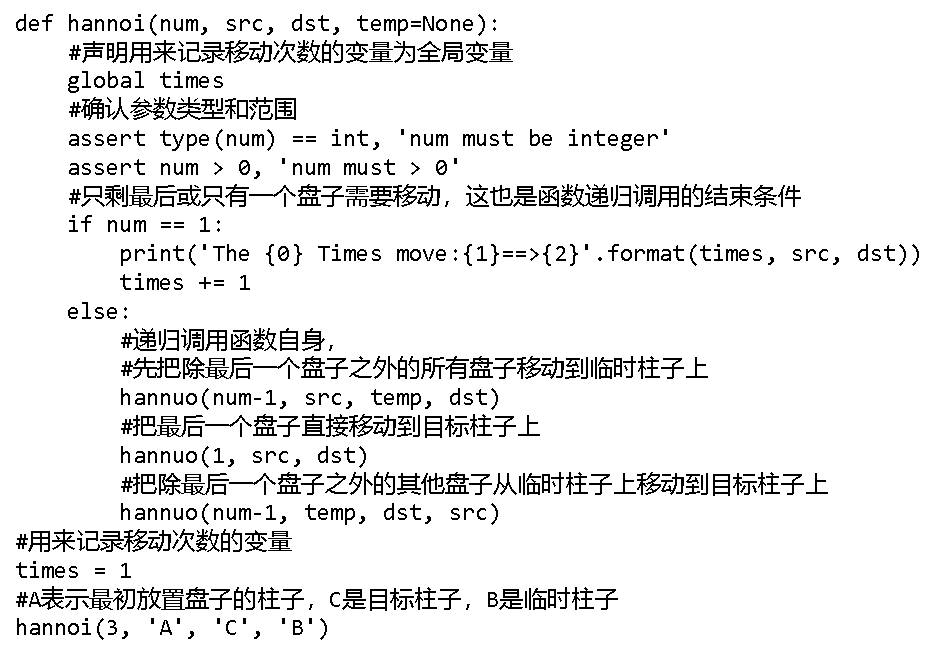 def hannoi(num, src, dst, temp=None):
    #声明用来记录移动次数的变量为全局变量
    global times
    #确认参数类型和范围
    assert type(num) == int, 'num must be integer'
    assert num > 0, 'num must > 0'
    #只剩最后或只有一个盘子需要移动，这也是函数递归调用的结束条件
    if num == 1:
        print('The {0} Times move:{1}==>{2}'.format(times, src, dst))
        times += 1
    else:
        #递归调用函数自身,
        #先把除最后一个盘子之外的所有盘子移动到临时柱子上
        hannuo(num-1, src, temp, dst)
        #把最后一个盘子直接移动到目标柱子上
        hannuo(1, src, dst)
        #把除最后一个盘子之外的其他盘子从临时柱子上移动到目标柱子上
        hannuo(num-1, temp, dst, src)
#用来记录移动次数的变量
times = 1
#A表示最初放置盘子的柱子，C是目标柱子，B是临时柱子
hannoi(3, 'A', 'C', 'B')